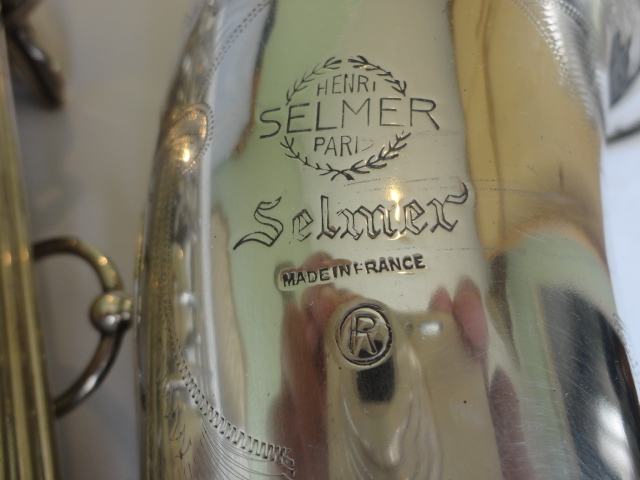 HENRI
SELMER
PARIS
Selmer
MADE IN FRANCE
R